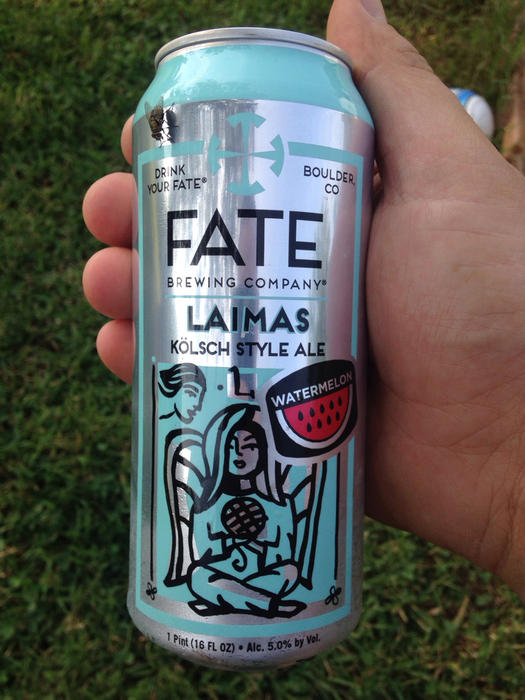 DRINK
YOUR FATE®
BOULDER,
CO
FATE
BREWING COMPANY®
LAIMAS
KÖLSCH STYLE ALE
WATERMELON
1 Pint (16 FL OZ) • Alc. 5.0% by Vol.